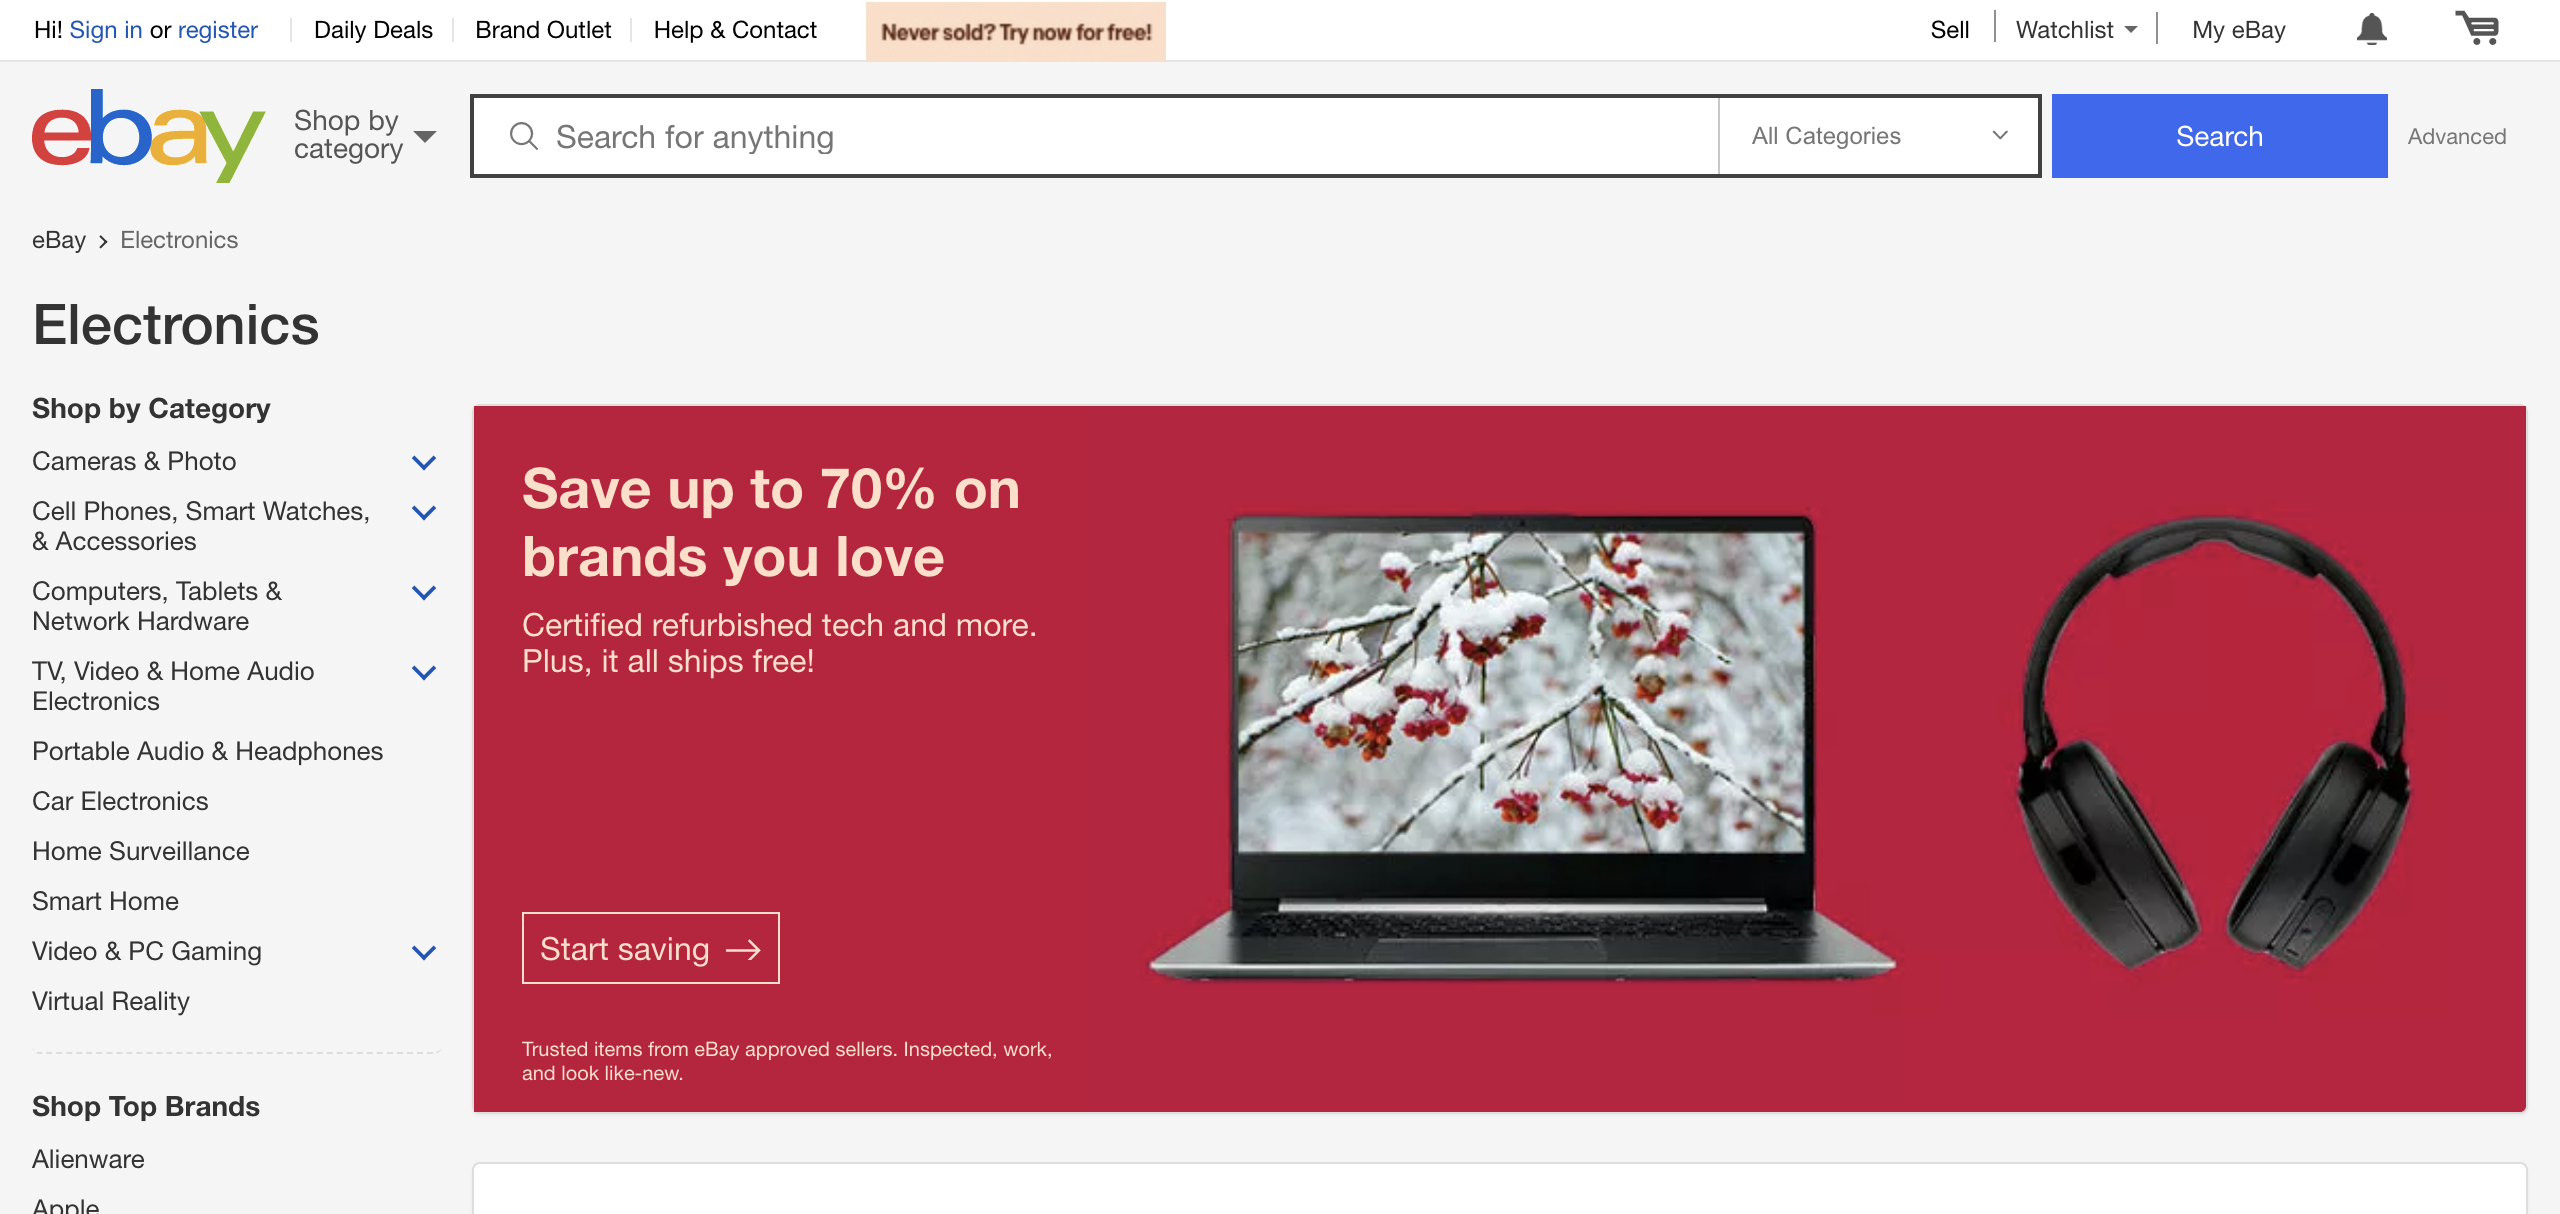 Hi! Sign in or register
Daily Deals
Brand Outlet
Help & Contact
Never sold? Try now for free!
Sell
Watchlist
My eBay
ebay
Shop by
category
Search for anything
All Categories
Search
Advanced
eBay > Electronics
Electronics
Shop by Category
Cameras & Photo
Cell Phones, Smart Watches,
& Accessories
Computers, Tablets &
Network Hardware
TV, Video & Home Audio
Electronics
Portable Audio & Headphones
Car Electronics
Home Surveillance
Smart Home
Video & PC Gaming
Virtual Reality
Shop Top Brands
Alienware
Apple
Save up to 70% on
brands you love
Certified refurbished tech and more.
Plus, it all ships free!
Start saving
Trusted items from eBay approved sellers. Inspected, work,
and look like-new.